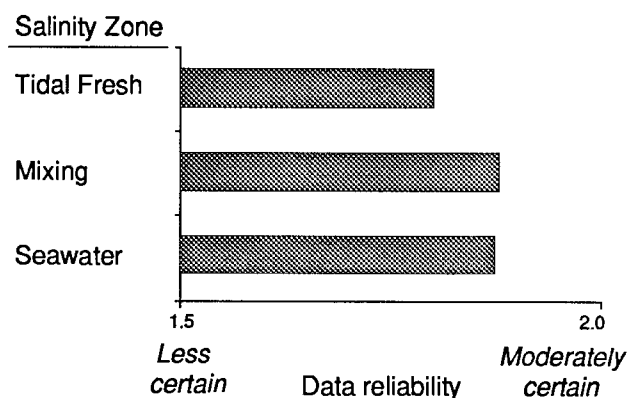 Salinity Zone
Tidal Fresh
Mixing
Seawater
1.5 2.0
Less Moderately
certain Data reliability certain